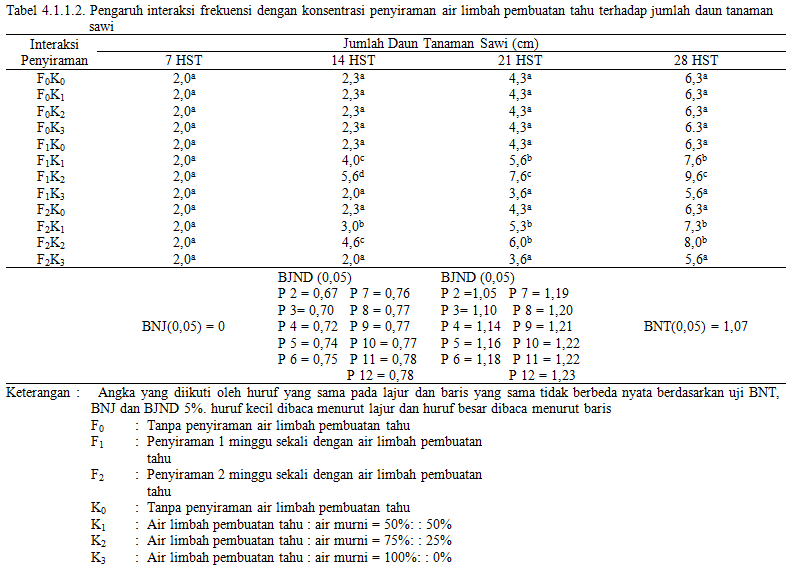 Tabel 4.1.1.2. Pengaruh interaksi frekuensi dengan konsentrasi penyiraman air limbah pembuatan tahu terhadap jumlah daun tanaman
sawi
Interaksi Penyiraman Jumlah Daun Tanaman Sawi (cm)
7 HST 14 HST 21 HST 28 HST
F₀K₀ 2,0ᵃ 2,3ᵃ 4,3ᵃ 6,3ᵃ
F₀K₁ 2,0ᵃ 2,3ᵃ 4,3ᵃ 6,3ᵃ
F₀K₂ 2,0ᵃ 2,3ᵃ 4,3ᵃ 6,3ᵃ
F₀K₃ 2,0ᵃ 2,3ᵃ 4,3ᵃ 6.3ᵃ
F₁K₀ 2,0ᵃ 2,3ᵃ 4,3ᵃ 6,3ᵃ
F₁K₁ 2,0ᵃ 4,0ᶜ 5,6ᵇ 7,6ᵇ
F₁K₂ 2,0ᵃ 5,6ᵈ 7,6ᶜ 9,6ᶜ
F₁K₃ 2,0ᵃ 2,0ᵃ 3,6ᵃ 5,6ᵃ
F₂K₀ 2,0ᵃ 2,3ᵃ 4,3ᵃ 6,3ᵃ
F₂K₁ 2,0ᵃ 3,0ᵇ 5,3ᵇ 7,3ᵇ
F₂K₂ 2,0ᵃ 4,6ᶜ 6,0ᵇ 8,0ᵇ
F₂K₃ 2,0ᵃ 2,0ᵃ 3,6ᵃ 5,6ᵃ
BJND (0,05) BJND (0,05)
P 2 = 0,67 P 7 = 0,76 P 2 =1,05 P 7 = 1,19
P 3= 0,70 P 8 = 0,77 P 3= 1,10 P 8 = 1,20
BNJ(0,05) = 0 P 4 = 0,72 P 9 = 0,77 P 4 = 1,14 P 9 = 1,21 BNT(0,05) = 1,07
P 5 = 0,74 P 10 = 0,77 P 5 = 1,16 P 10 = 1,22
P 6 = 0,75 P 11 = 0,78 P 6 = 1,18 P 11 = 1,22
P 12 = 0,78 P 12 = 1,23
Keterangan : Angka yang diikuti oleh huruf yang sama pada lajur dan baris yang sama tidak berbeda nyata berdasarkan uji BNT,
BNJ dan BJND 5%. huruf kecil dibaca menurut lajur dan huruf besar dibaca menurut baris
F₀ : Tanpa penyiraman air limbah pembuatan tahu
F₁ : Penyiraman 1 minggu sekali dengan air limbah pembuatan
tahu
F₂ : Penyiraman 2 minggu sekali dengan air limbah pembuatan
tahu
K₀ : Tanpa penyiraman air limbah pembuatan tahu
K₁ : Air limbah pembuatan tahu : air murni = 50%: : 50%
K₂ : Air limbah pembuatan tahu : air murni = 75%: : 25%
K₃ : Air limbah pembuatan tahu : air murni = 100%: : 0%